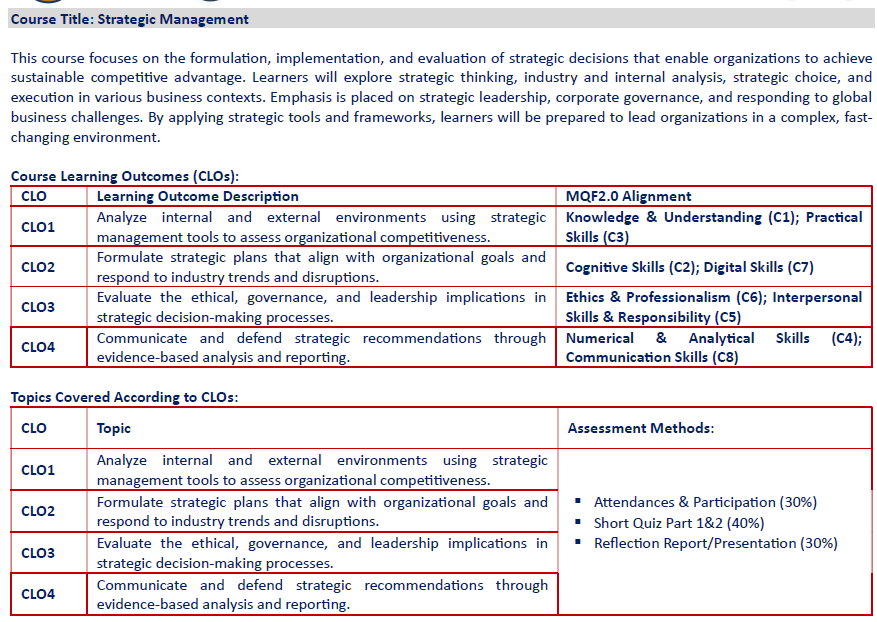 Course Title: Strategic Management
This course focuses on the formulation, implementation, and evaluation of strategic decisions that enable organizations to achieve
sustainable competitive advantage. Learners will explore strategic thinking, industry and internal analysis, strategic choice, and
execution in various business contexts. Emphasis is placed on strategic leadership, corporate governance, and responding to global
business challenges. By applying strategic tools and frameworks, learners will be prepared to lead organizations in a complex, fast-
changing environment.
Course Learning Outcomes (CLOs):
CLO Learning Outcome Description MQF2.0 Alignment
CLO1
Analyze internal and external environments using strategic
management tools to assess organizational competitiveness.
Knowledge & Understanding (C1); Practical
Skills (C3)
CLO2
Formulate strategic plans that align with organizational goals and
respond to industry trends and disruptions.
Cognitive Skills (C2); Digital Skills (C7)
CLO3
Evaluate the ethical, governance, and leadership implications in
strategic decision-making processes.
Ethics & Professionalism (C6); Interpersonal
Skills & Responsibility (C5)
CLO4
Communicate and defend strategic recommendations through
evidence-based analysis and reporting.
Numerical & Analytical Skills (C4);
Communication Skills (C8)
Topics Covered According to CLOs:
CLO Topic Assessment Methods:
CLO1
Analyze internal and external environments using strategic
management tools to assess organizational competitiveness.
CLO2
Formulate strategic plans that align with organizational goals and
respond to industry trends and disruptions.
CLO3
Evaluate the ethical, governance, and leadership implications in
strategic decision-making processes.
CLO4
Communicate and defend strategic recommendations through
evidence-based analysis and reporting.
▪ Attendances & Participation (30%)
▪ Short Quiz Part 1&2 (40%)
▪ Reflection Report/Presentation (30%)